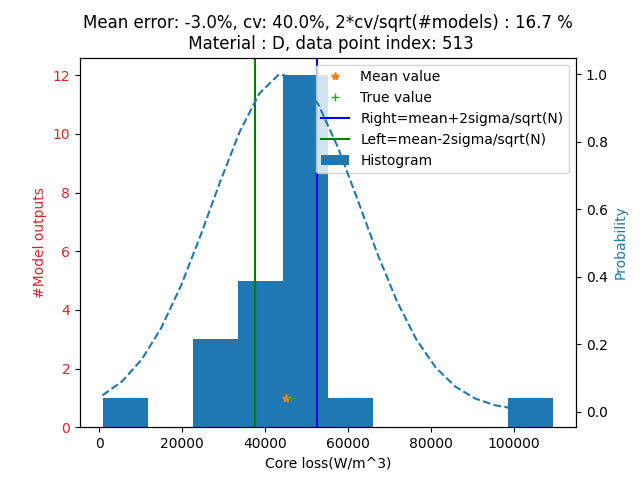 Mean error: -3.0%, cv: 40.0%, 2*cv/sqrt(#models) : 16.7 %
Material : D, data point index: 513
Mean value
True value
Right=mean+2sigma/sqrt(N)
Left=mean-2sigma/sqrt(N)
Histogram
12
10
8
6
4
2
0
#Model outputs
1.0
0.8
0.6
0.4
0.2
0.0
Probability
0 20000 40000 60000 80000 100000
Core loss(W/m^3)